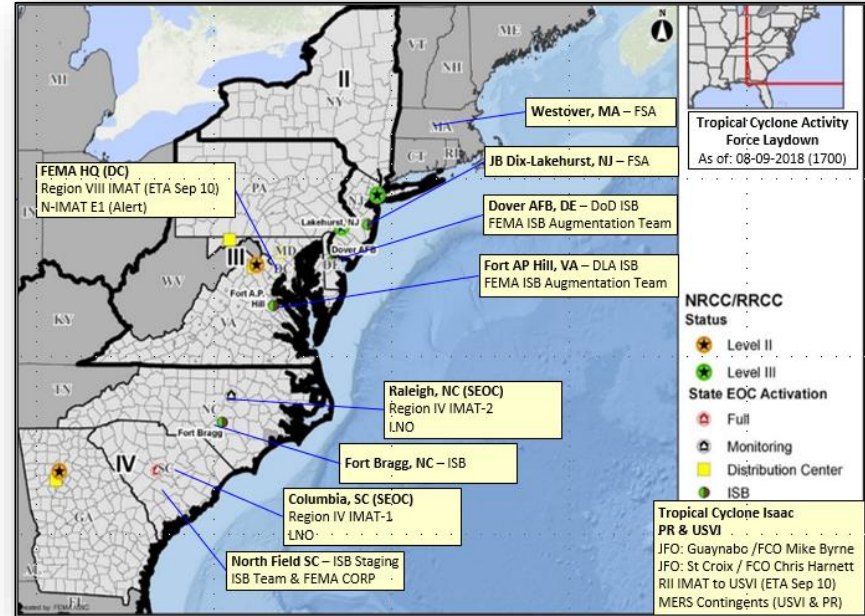 MI
VT
ME
NH
N
II
NY
MA
CT
RI
Westover, MA – FSA
Tropical Cyclone Activity
Force Laydown
As of: 08-09-2018 (1700)
JB Dix-Lakehurst, NJ – FSA
FEMA HQ (DC)
Region VIII IMAT (ETA Sep 10)
N-IMAT E1 (Alert)
PA
NJ
Lakehurst, NJ
Dover AFB, DE – DoD ISB
FEMA ISB Augmentation Team
III
MD
DC
DE
Dover AFB
WV
Fort A.P.
Hill
VA
Fort AP Hill, VA – DLA ISB
FEMA ISB Augmentation Team
KY
NRCC/RRCC
Status
Level II
Level III
State EOC Activation
Full
Monitoring
Distribution Center
ISB
TN
NC
Fort Bragg
Raleigh, NC (SEOC)
Region IV IMAT-2
LNO
Fort Bragg, NC – ISB
IV
SC
GA
Columbia, SC (SEOC)
Region IV IMAT-1
LNO
North Field SC – ISB Staging
ISB Team & FEMA CORP
Tropical Cyclone Isaac
PR & USVI
JFO: Guaynabo /FCO Mike Byrne
JFO: St Croix / FCO Chris Harnett
RII IMAT to USVI (ETA Sep 10)
MERS Contingents (USVI & PR)
FL